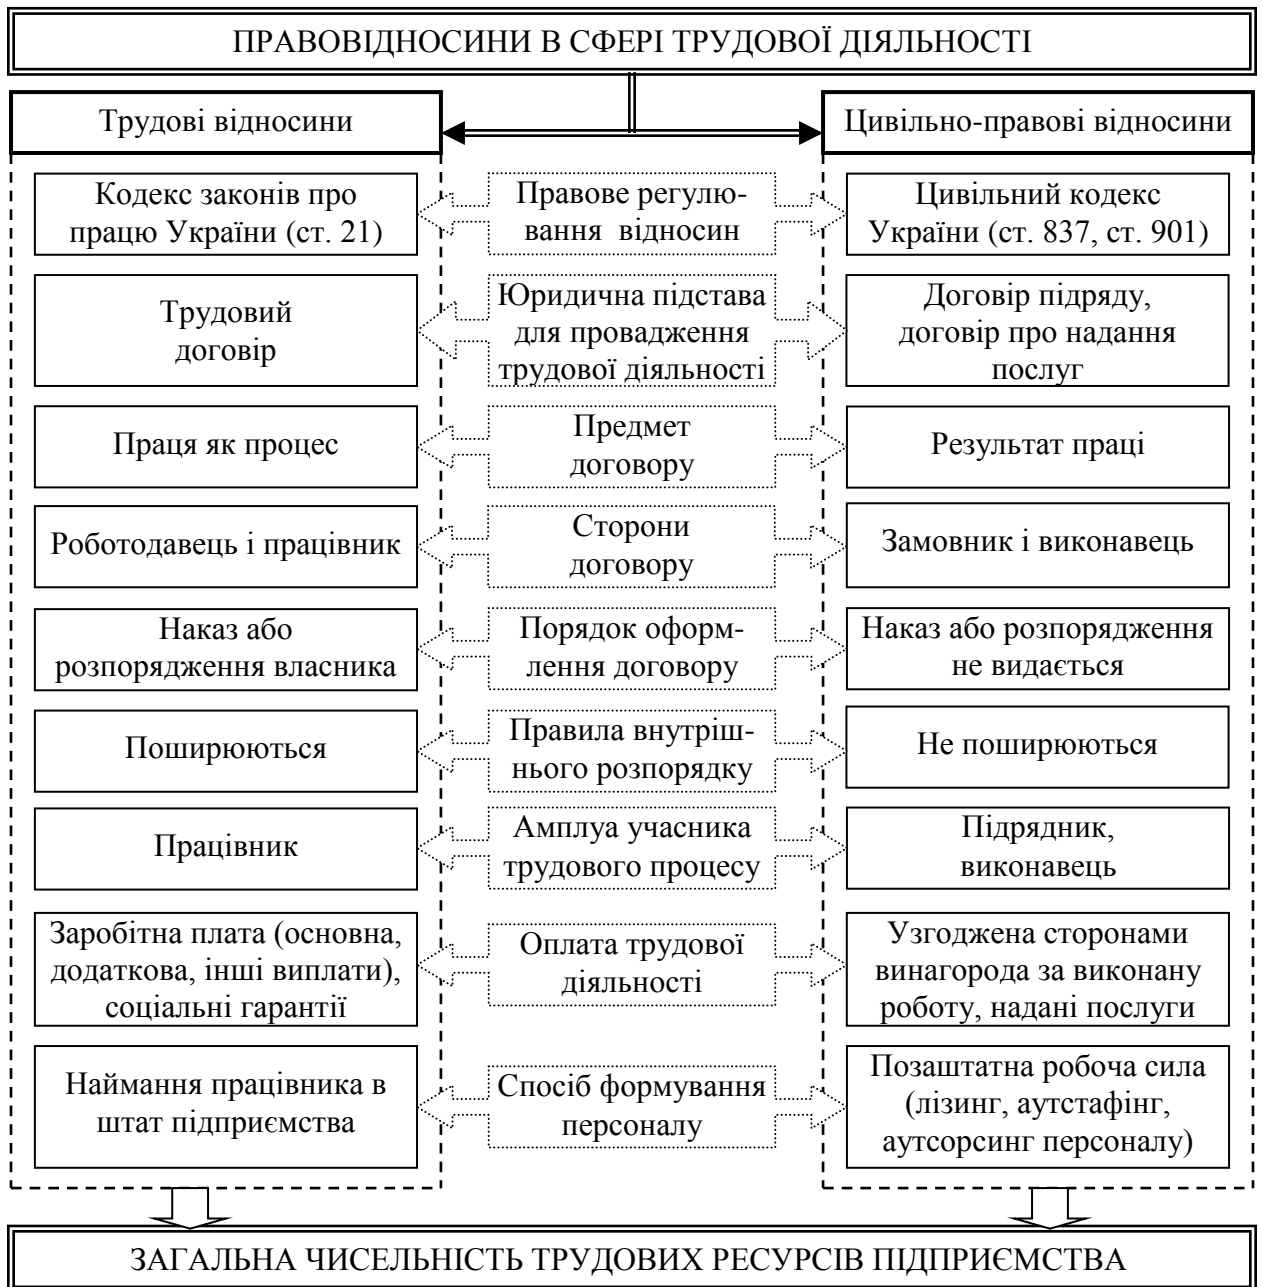 ПРАВОВІДНОСИНИ В СФЕРІ ТРУДОВОЇ ДІЯЛЬНОСТІ
Трудові відносини
Цивільно-правові відносини
Кодекс законів про
працю України (ст. 21)
Правове регулю-
вання відносин
Цивільний кодекс
України (ст. 837, ст. 901)
Трудовий
договір
Юридична підстава
для провадження
трудової діяльності
Договір підряду,
договір про надання
послуг
Праця як процес
Предмет
договору
Результат праці
Роботодавець і працівник
Сторони
договору
Замовник і виконавець
Наказ або
розпорядження власника
Порядок оформ-
лення договору
Наказ або розпорядження
не видається
Поширюються
Правила внутріш-
нього розпорядку
Не поширюються
Працівник
Амплуа учасника
трудового процесу
Підрядник,
виконавець
Заробітна плата (основна,
додаткова, інші виплати),
соціальні гарантії
Оплата трудової
діяльності
Узгоджена сторонами
винагорода за виконану
роботу, надані послуги
Наймання працівника в
штат підприємства
Спосіб формування
персоналу
Позаштатна робоча сила
(лізинг, аутстафінг,
аутсорсинг персоналу)
ЗАГАЛЬНА ЧИСЕЛЬНІСТЬ ТРУДОВИХ РЕСУРСІВ ПІДПРИЄМСТВА